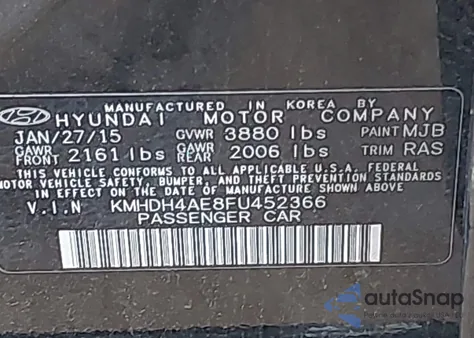 MANUFACTURED IN KOREA BY
HYUNDAI MOTOR COMPANY
JAN/27/15 GVWR 3880 lbs PAINT MJB
GAWR FRONT 2161 lbs GAWR REAR 2006 lbs TRIM RAS
THIS VEHICLE CONFORMS TO ALL APPLICABLE U.S.A. FEDERAL
MOTOR VEHICLE SAFETY, BUMPER, AND THEFT PREVENTION STANDARDS
IN EFFECT ON THE DATE OF MANUFACTURE SHOWN ABOVE.
V.I.N KMHDH4AE8FU452366
PASSENGER CAR
autoSnap